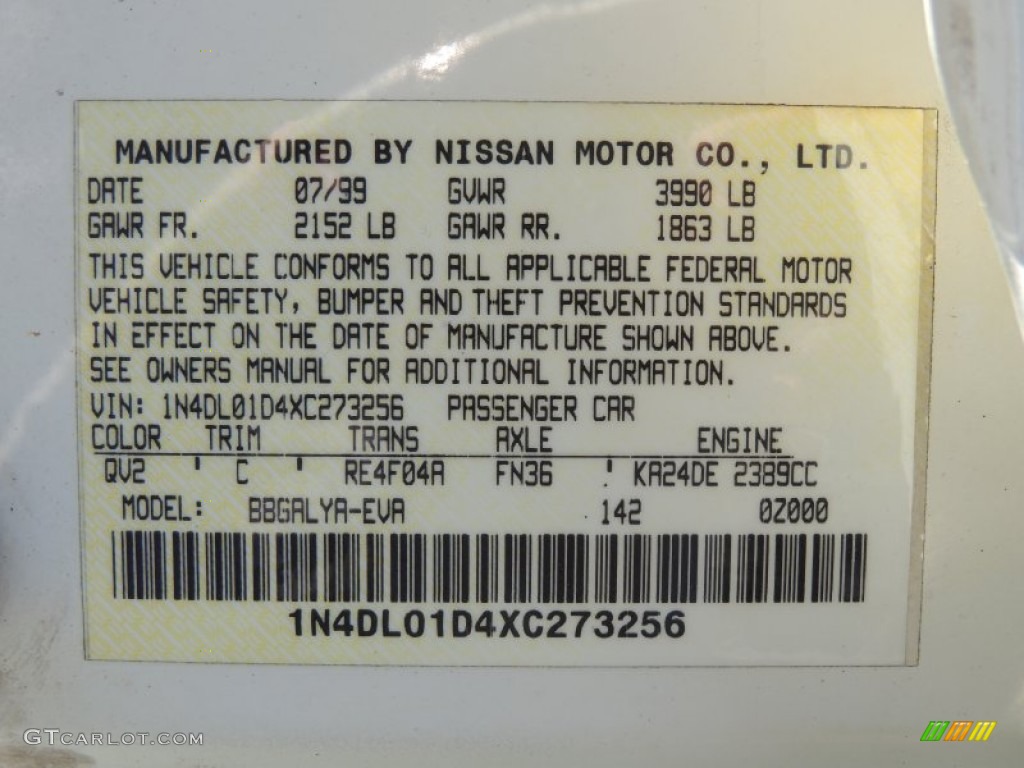 MANUFACTURED BY NISSAN MOTOR CO., LTD.
DATE 07/99 GVWR 3990 LB
GAWR FR. 2152 LB GAWR RR. 1863 LB
THIS VEHICLE CONFORMS TO ALL APPLICABLE FEDERAL MOTOR
VEHICLE SAFETY, BUMPER AND THEFT PREVENTION STANDARDS
IN EFFECT ON THE DATE OF MANUFACTURE SHOWN ABOVE.
SEE OWNERS MANUAL FOR ADDITIONAL INFORMATION.
VIN: 1N4DL01D4XC273256 PASSENGER CAR
COLOR TRIM TRANS AXLE ENGINE
QV2 ' C ' RE4F04A FN36 ' KA24DE 2389CC
MODEL: BBGALYA-EVA 142 0Z000
1N4DL01D4XC273256
GTCARLOT.COM